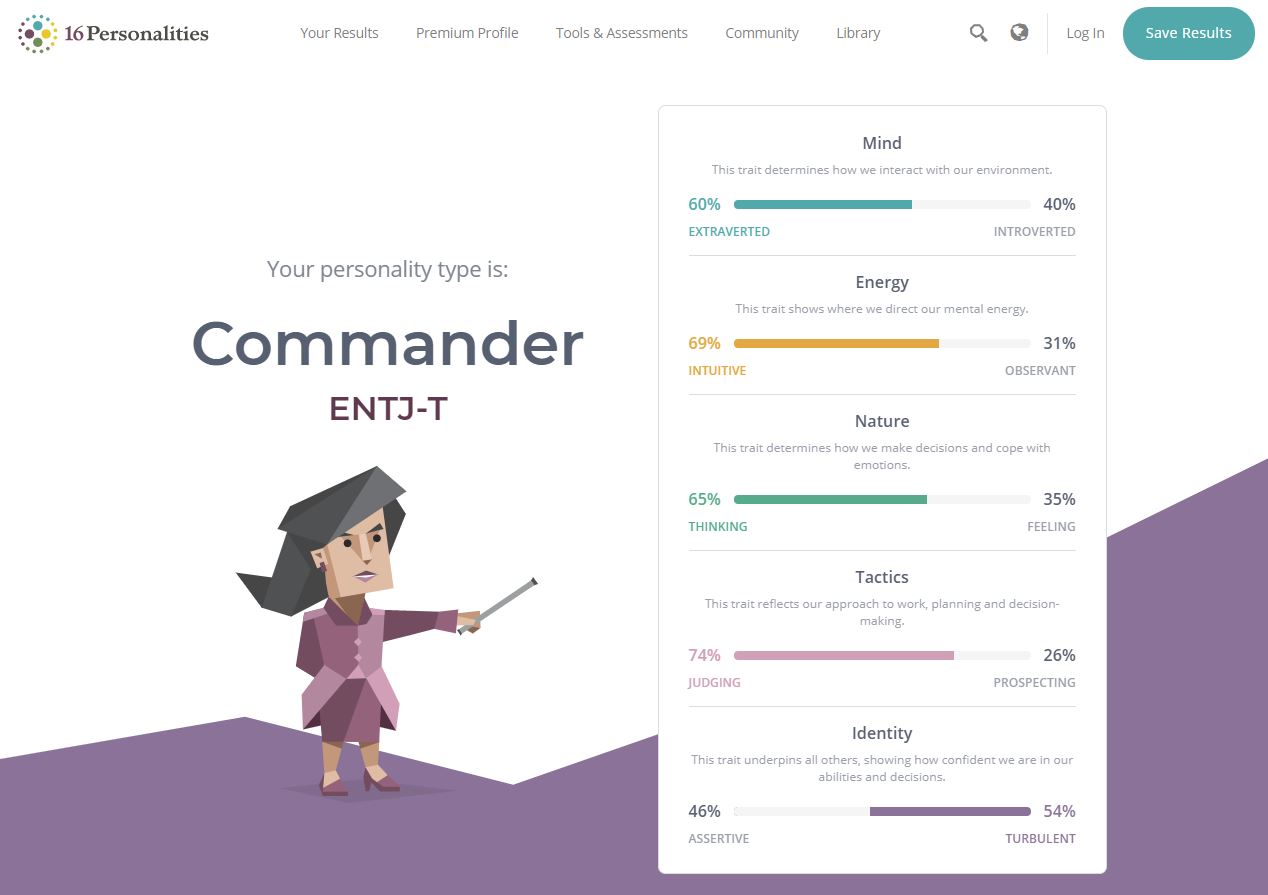 16Personalities
Your Results
Premium Profile
Tools & Assessments
Community
Library
Log In
Save Results
Your personality type is:
Commander
ENTJ-T
Mind
This trait determines how we interact with our environment.
60% 40%
EXTRAVERTED INTROVERTED
Energy
This trait shows where we direct our mental energy.
69% 31%
INTUITIVE OBSERVANT
Nature
This trait determines how we make decisions and cope with
emotions.
65% 35%
THINKING FEELING
Tactics
This trait reflects our approach to work, planning and decision-
making.
74% 26%
JUDGING PROSPECTING
Identity
This trait underpins all others, showing how confident we are in our
abilities and decisions.
46% 54%
ASSERTIVE TURBULENT